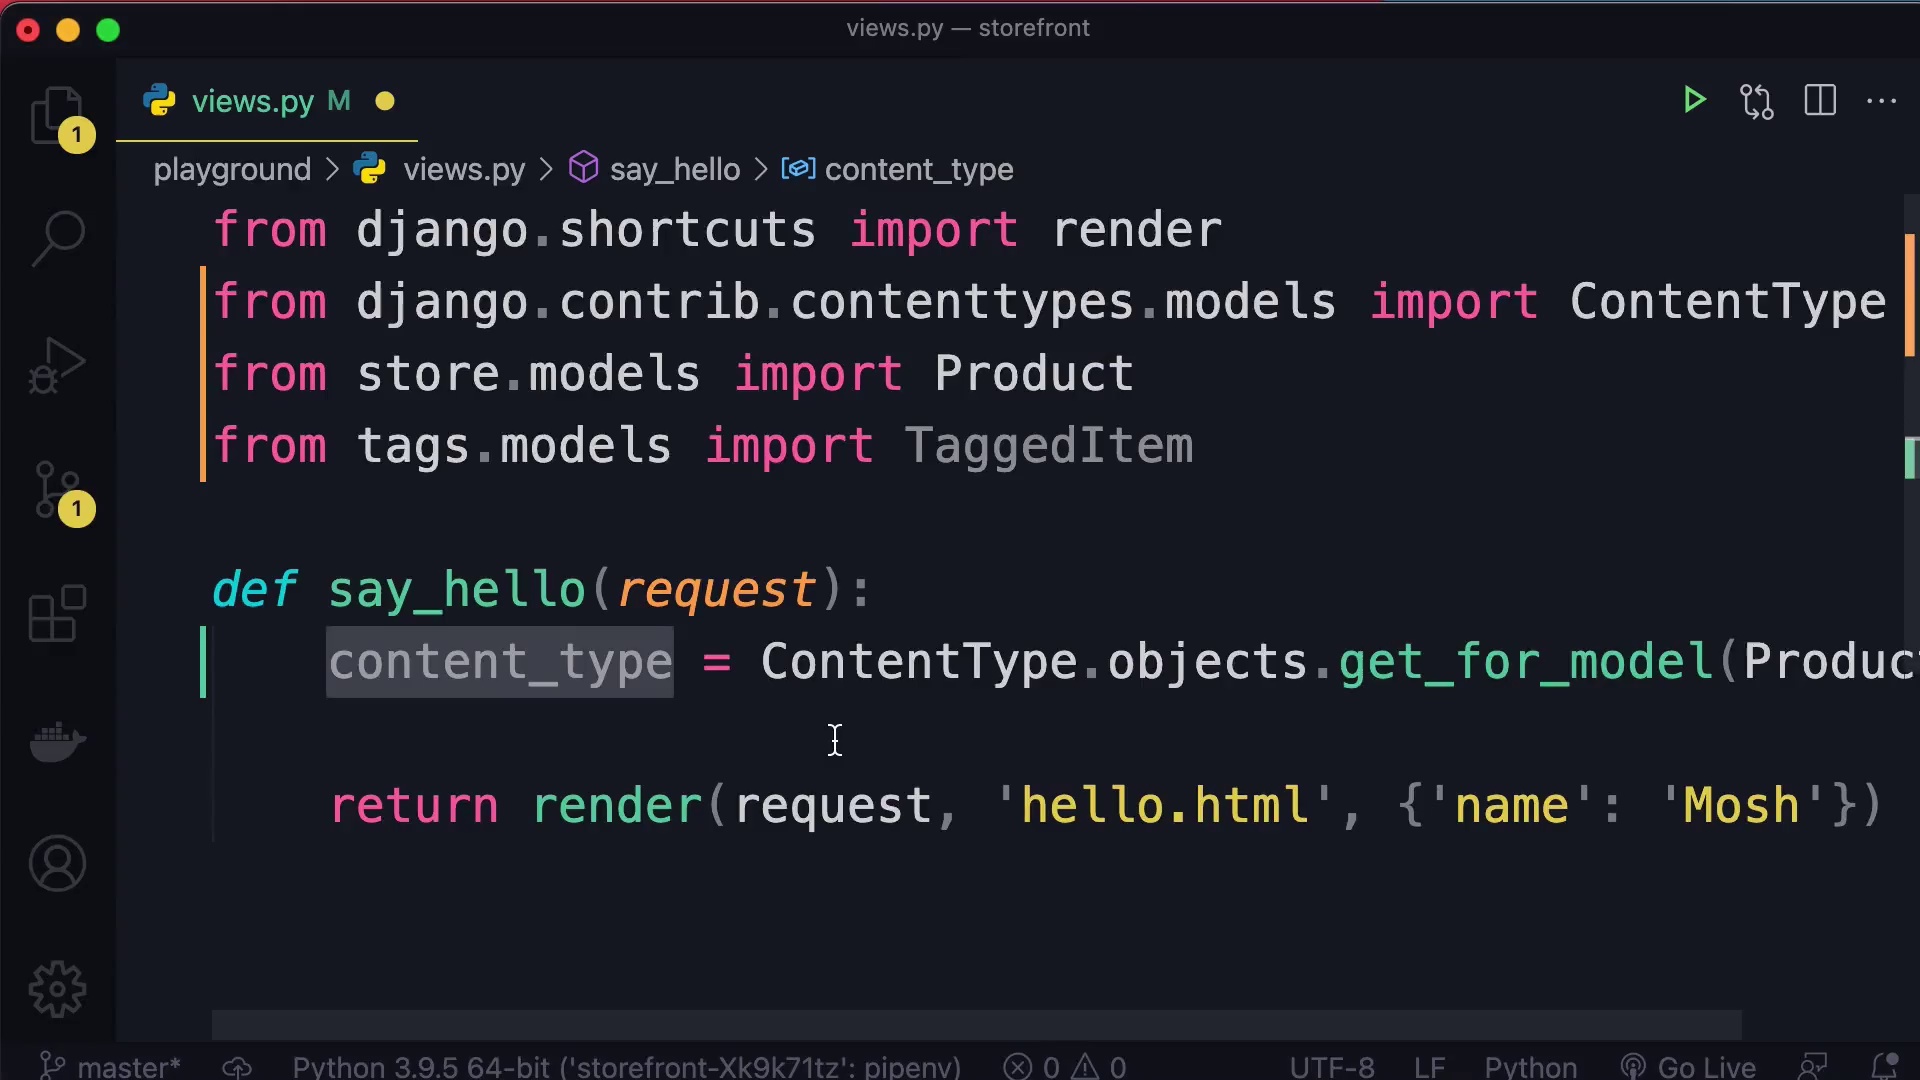 views.py — storefront
views.py M
1
playground > views.py > say_hello > content_type
from django.shortcuts import render
from django.contrib.contenttypes.models import ContentType
from store.models import Product
from tags.models import TaggedItem
1
def say_hello(request):
content_type = ContentType.objects.get_for_model(Product
return render(request, 'hello.html', {'name': 'Mosh'})
master* Python 3.9.5 64-bit ('storefront-Xk9k71tz': pipenv) 0 0 UTF-8 LF Python Go Live